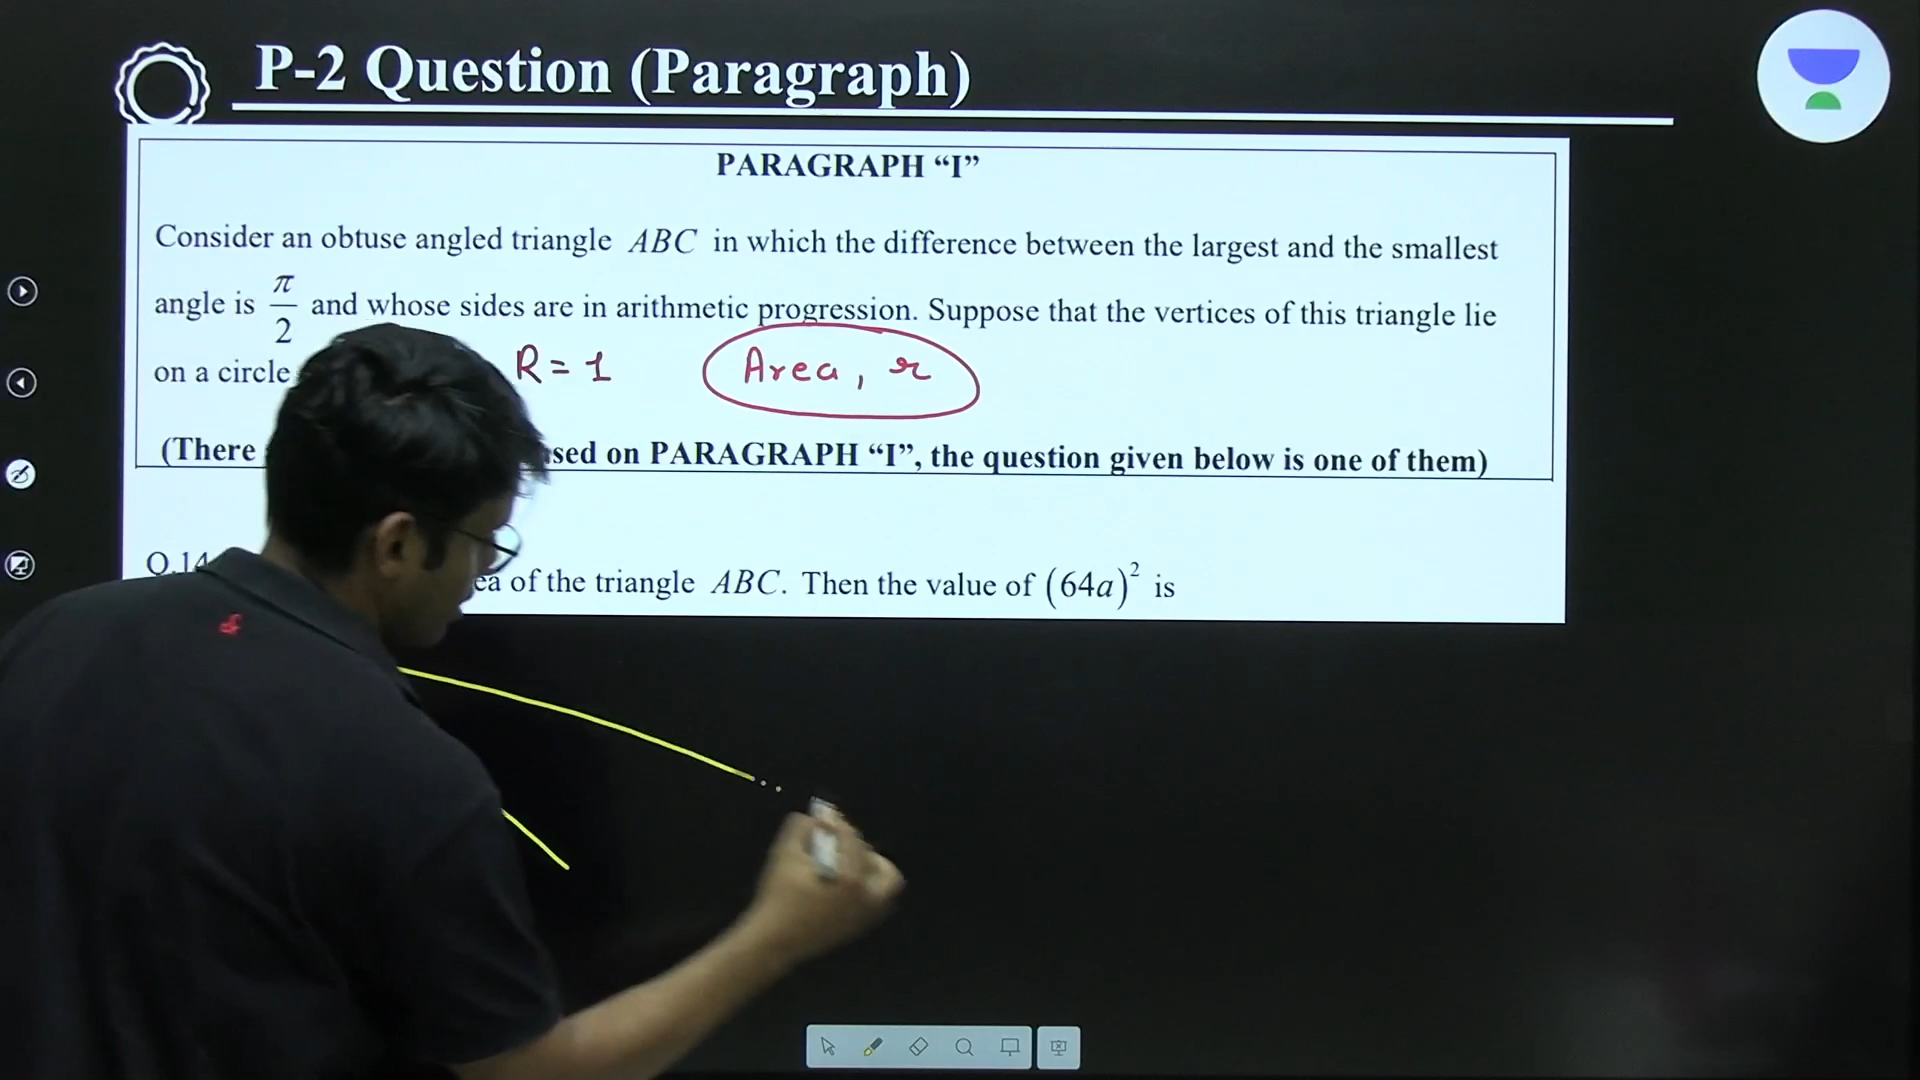 P-2 Question (Paragraph)
PARAGRAPH “I”
Consider an obtuse angled triangle ABC in which the difference between the largest and the smallest
angle is π/2 and whose sides are in arithmetic progression. Suppose that the vertices of this triangle lie
on a circle
R = 1 Area, r
(There sed on PARAGRAPH “I”, the question given below is one of them)
Q.14 ea of the triangle ABC. Then the value of (64a)² is